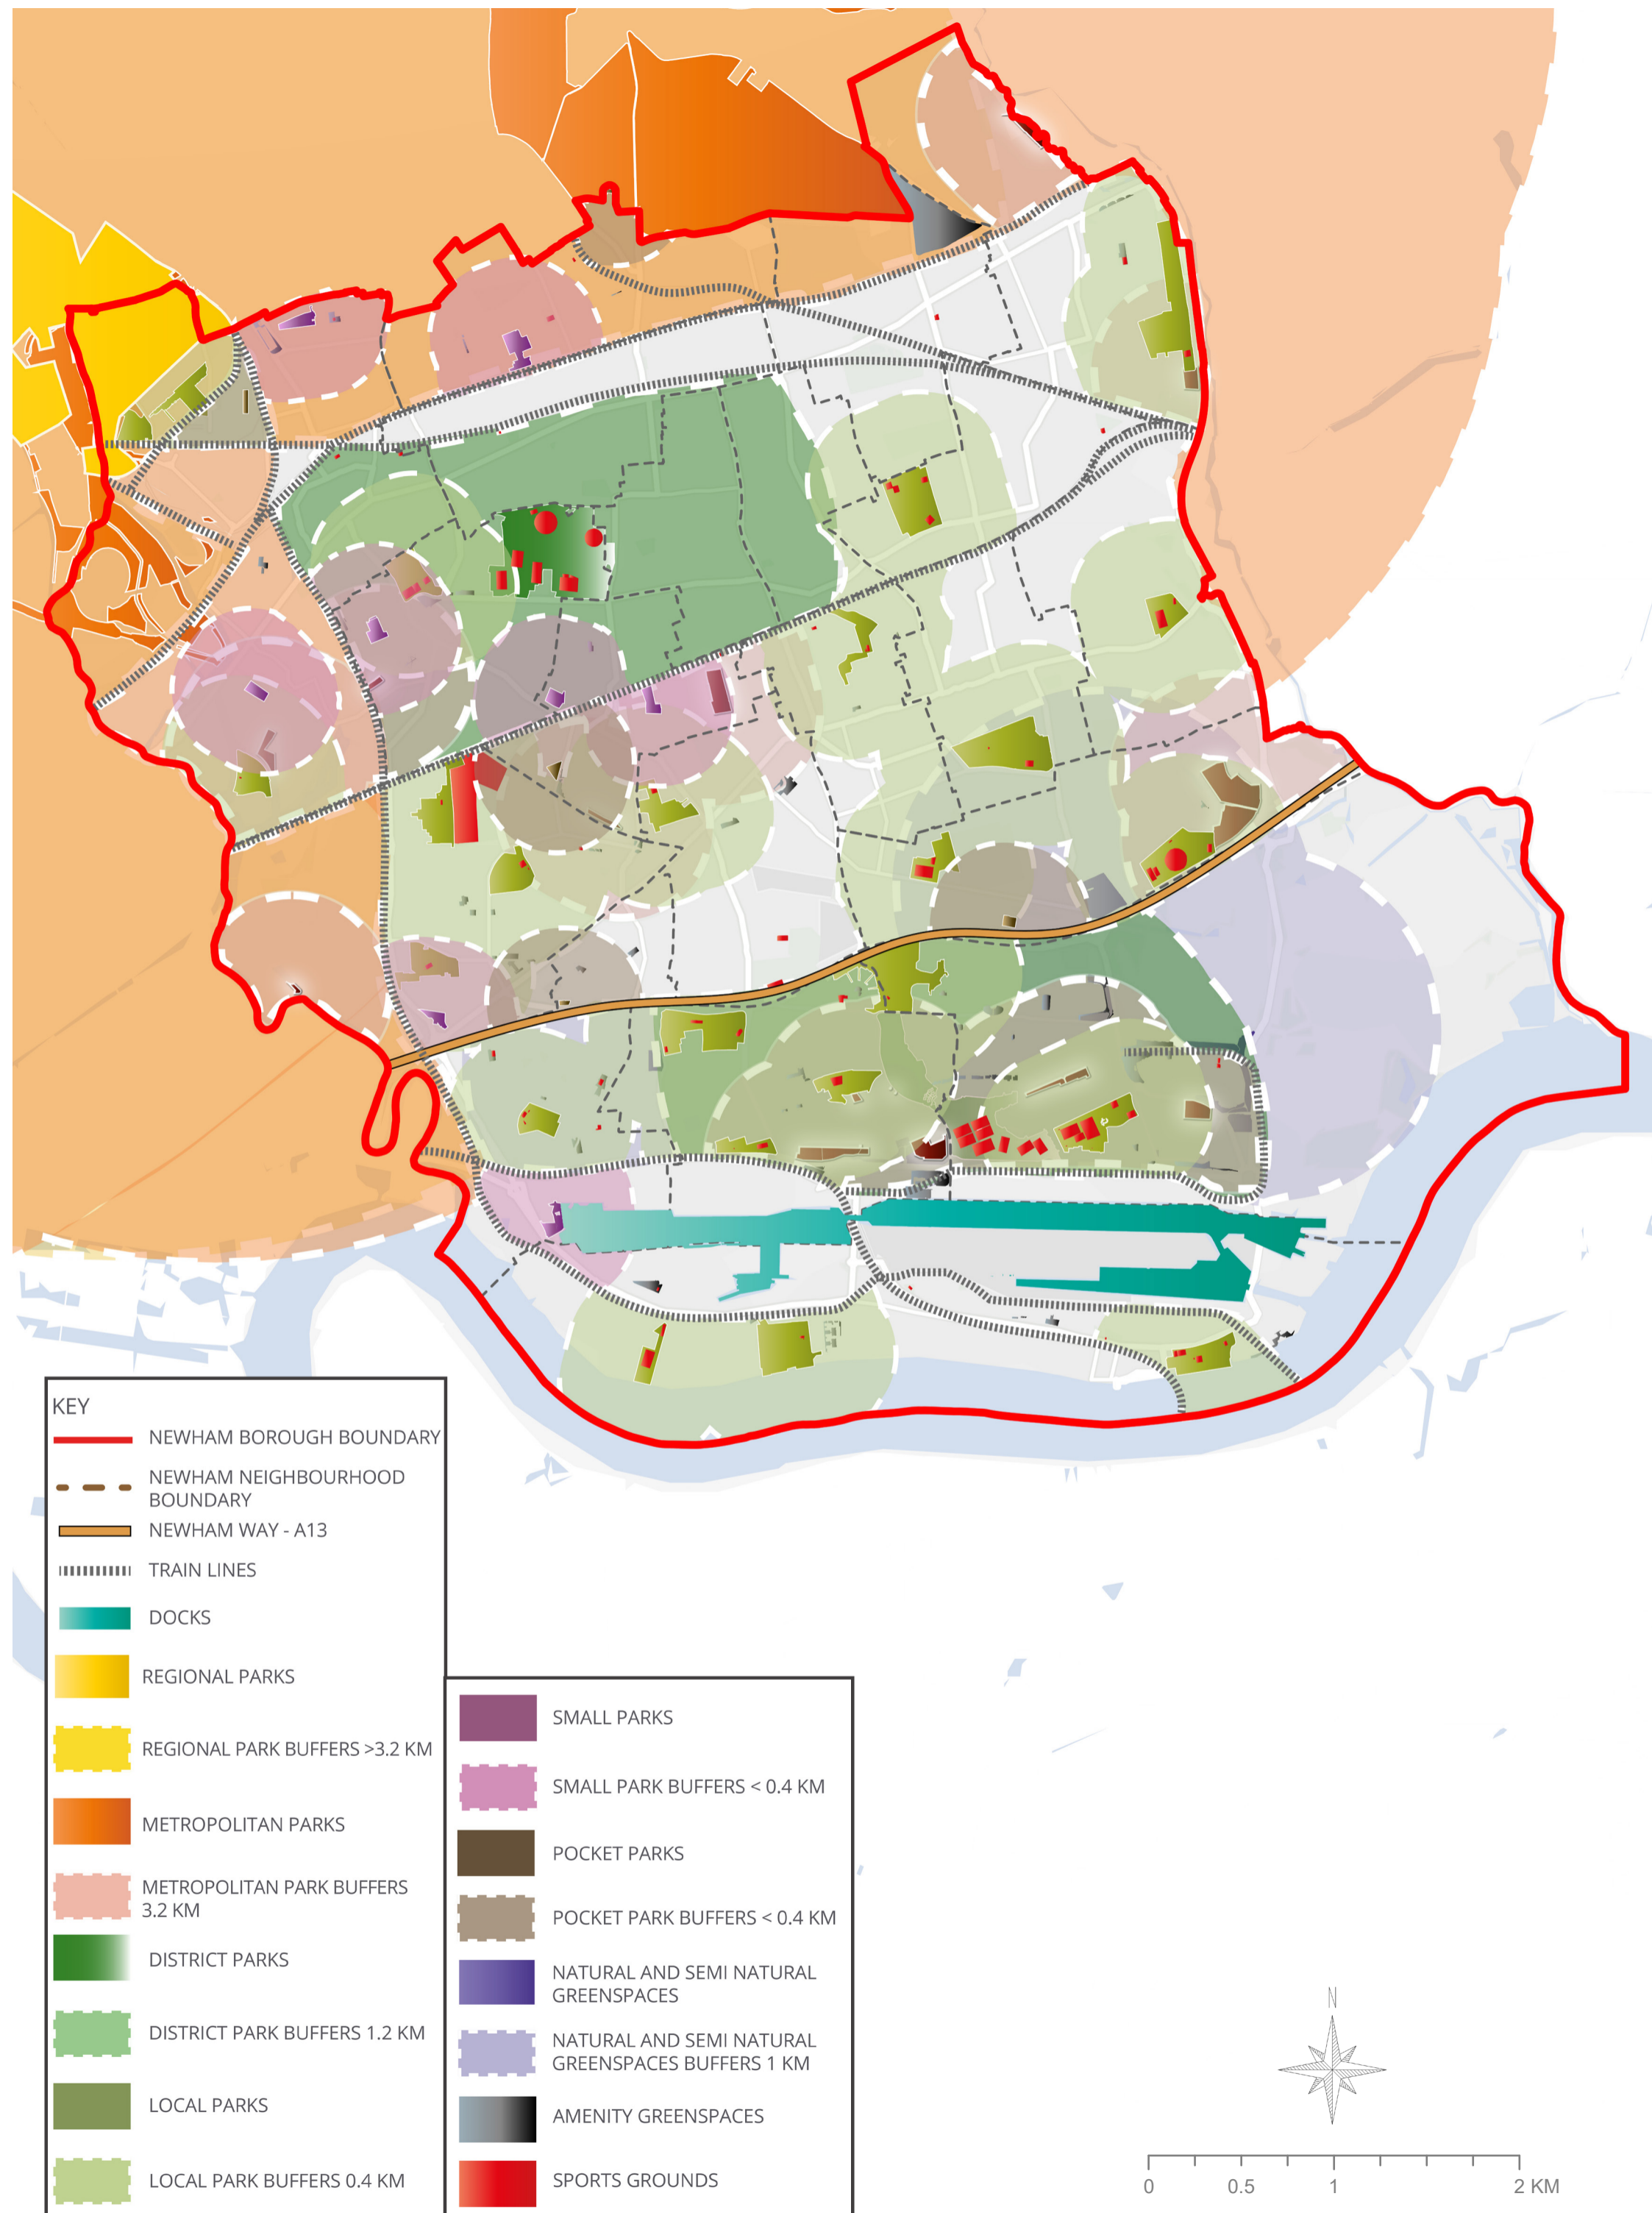 KEY
NEWHAM BOROUGH BOUNDARY
NEWHAM NEIGHBOURHOOD
BOUNDARY
NEWHAM WAY - A13
TRAIN LINES
DOCKS
REGIONAL PARKS
REGIONAL PARK BUFFERS >3.2 KM
METROPOLITAN PARKS
METROPOLITAN PARK BUFFERS
3.2 KM
DISTRICT PARKS
DISTRICT PARK BUFFERS 1.2 KM
LOCAL PARKS
LOCAL PARK BUFFERS 0.4 KM
SMALL PARKS
SMALL PARK BUFFERS < 0.4 KM
POCKET PARKS
POCKET PARK BUFFERS < 0.4 KM
NATURAL AND SEMI NATURAL
GREENSPACES
NATURAL AND SEMI NATURAL
GREENSPACES BUFFERS 1 KM
AMENITY GREENSPACES
SPORTS GROUNDS
N
0 0.5 1 2 KM